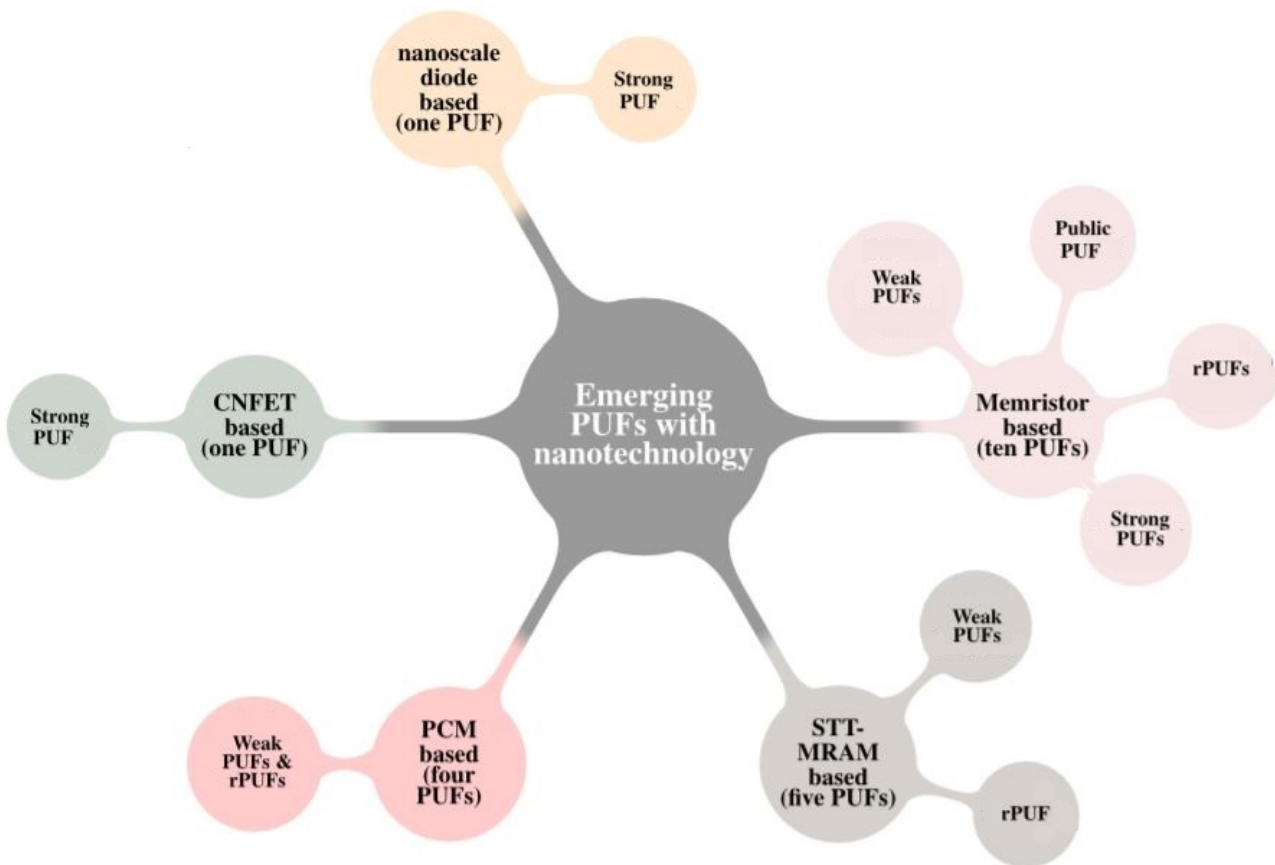 nanoscale
diode
based
(one PUF)
Strong
PUF
Public
PUF
Weak
PUFs
rPUFs
Emerging
PUFs with
nanotechnology
Memristor
based
(ten PUFs)
Strong
PUFs
CNFET
based
(one PUF)
Strong
PUF
Weak
PUFs
STT-
MRAM
based
(five PUFs)
rPUF
PCM
based
(four
PUFs)
Weak
PUFs &
rPUFs